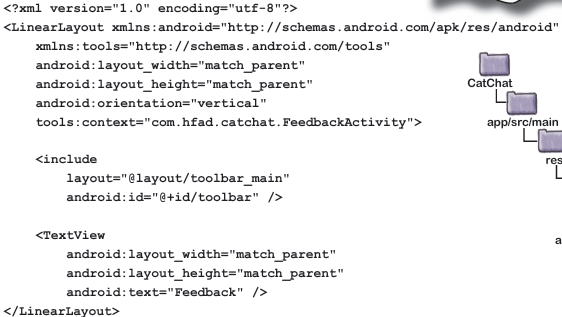 <?xml version="1.0" encoding="utf-8"?>
<LinearLayout xmlns:android="http://schemas.android.com/apk/res/android"
    xmlns:tools="http://schemas.android.com/tools"
    android:layout_width="match_parent"
    android:layout_height="match_parent"
    android:orientation="vertical"
    tools:context="com.hfad.catchat.FeedbackActivity">

    <include
        layout="@layout/toolbar_main"
        android:id="@+id/toolbar" />

    <TextView
        android:layout_width="match_parent"
        android:layout_height="match_parent"
        android:text="Feedback" />
</LinearLayout>
CatChat
app/src/main
res